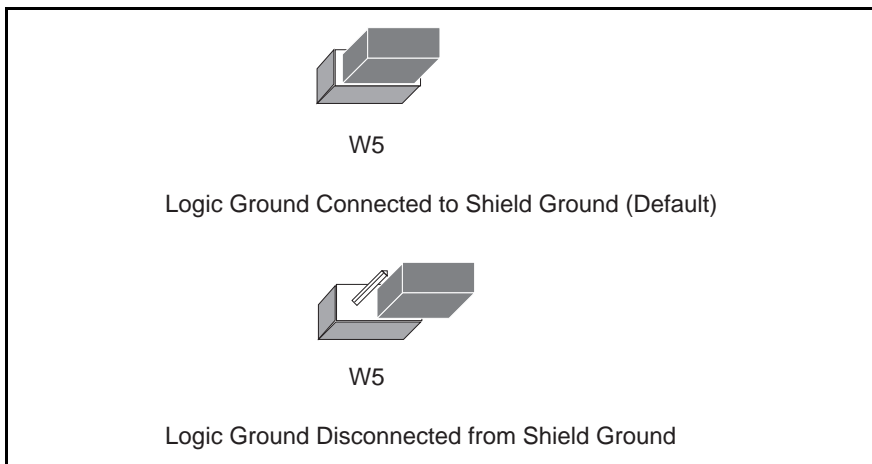 W5
Logic Ground Connected to Shield Ground (Default)
W5
Logic Ground Disconnected from Shield Ground